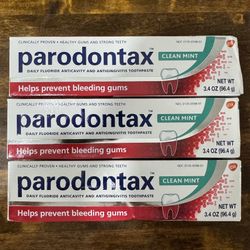 CLINICALLY PROVEN • HEALTHY GUMS AND STRONG TEETH
parodontax
CLEAN MINT
DAILY FLUORIDE ANTICAVITY AND ANTIGINGIVITIS TOOTHPASTE
Helps prevent bleeding gums
NET WT
3.4 OZ (96.4 g)
CLINICALLY PROVEN • HEALTHY GUMS AND STRONG TEETH
parodontax
CLEAN MINT
DAILY FLUORIDE ANTICAVITY AND ANTIGINGIVITIS TOOTHPASTE
Helps prevent bleeding gums
NET WT
3.4 OZ (96.4 g)
CLINICALLY PROVEN • HEALTHY GUMS AND STRONG TEETH
parodontax
CLEAN MINT
DAILY FLUORIDE ANTICAVITY AND ANTIGINGIVITIS TOOTHPASTE
Helps prevent bleeding gums
NET WT
3.4 OZ (96.4 g)